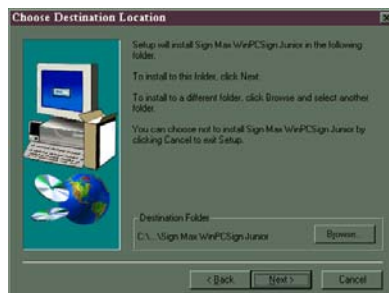 Choose Destination Location
Setup will install Sign Max WinPCSign Junior in the following
folder.
To install to this folder, click Next.
To install to a different folder, click Browse and select another
folder.
You can choose not to install Sign Max WinPCSign Junior by
clicking Cancel to exit Setup.
Destination Folder
C:\...\Sign Max WinPCSign Junior
Browse...
< Back
Next >
Cancel